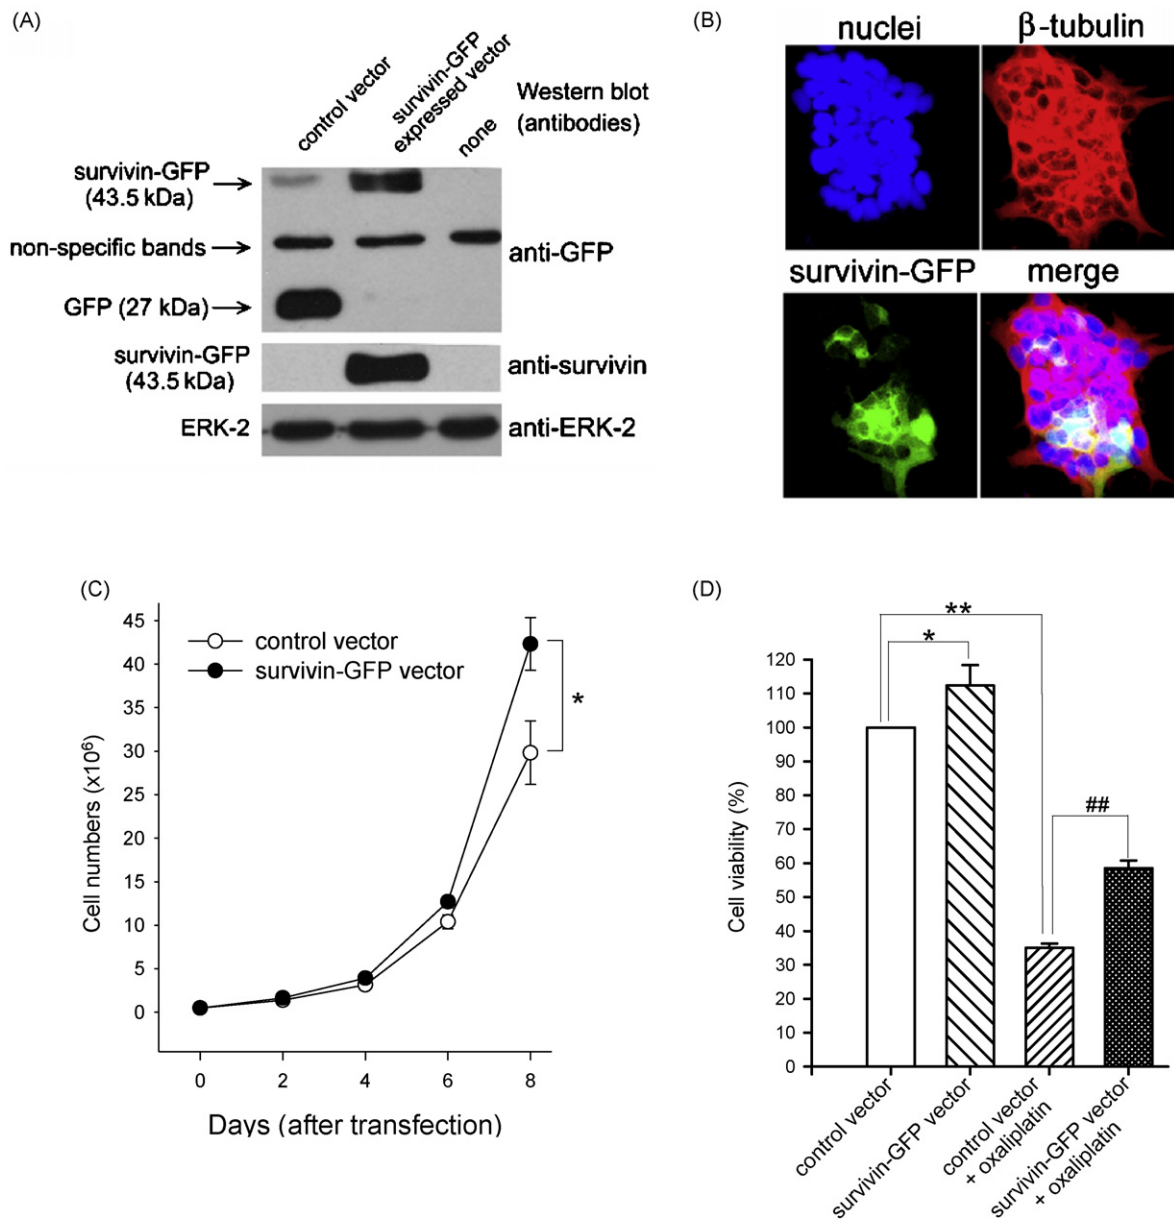 (A)
control vector
survivin-GFP
expressed vector
none
Western blot
(antibodies)
survivin-GFP
(43.5 kDa)
non-specific bands
anti-GFP
GFP (27 kDa)
survivin-GFP
(43.5 kDa)
anti-survivin
ERK-2
anti-ERK-2
(B)
nuclei
β-tubulin
survivin-GFP
merge
(C)
45
40
35
30
25
20
15
10
5
0
Cell numbers (x10⁶)
control vector
survivin-GFP vector
*
0 2 4 6 8
Days (after transfection)
(D)
**
*
##
120
110
100
90
80
70
60
50
40
30
20
10
0
Cell viability (%)
control vector
survivin-GFP vector
control vector
+ oxaliplatin
survivin-GFP vector
+ oxaliplatin